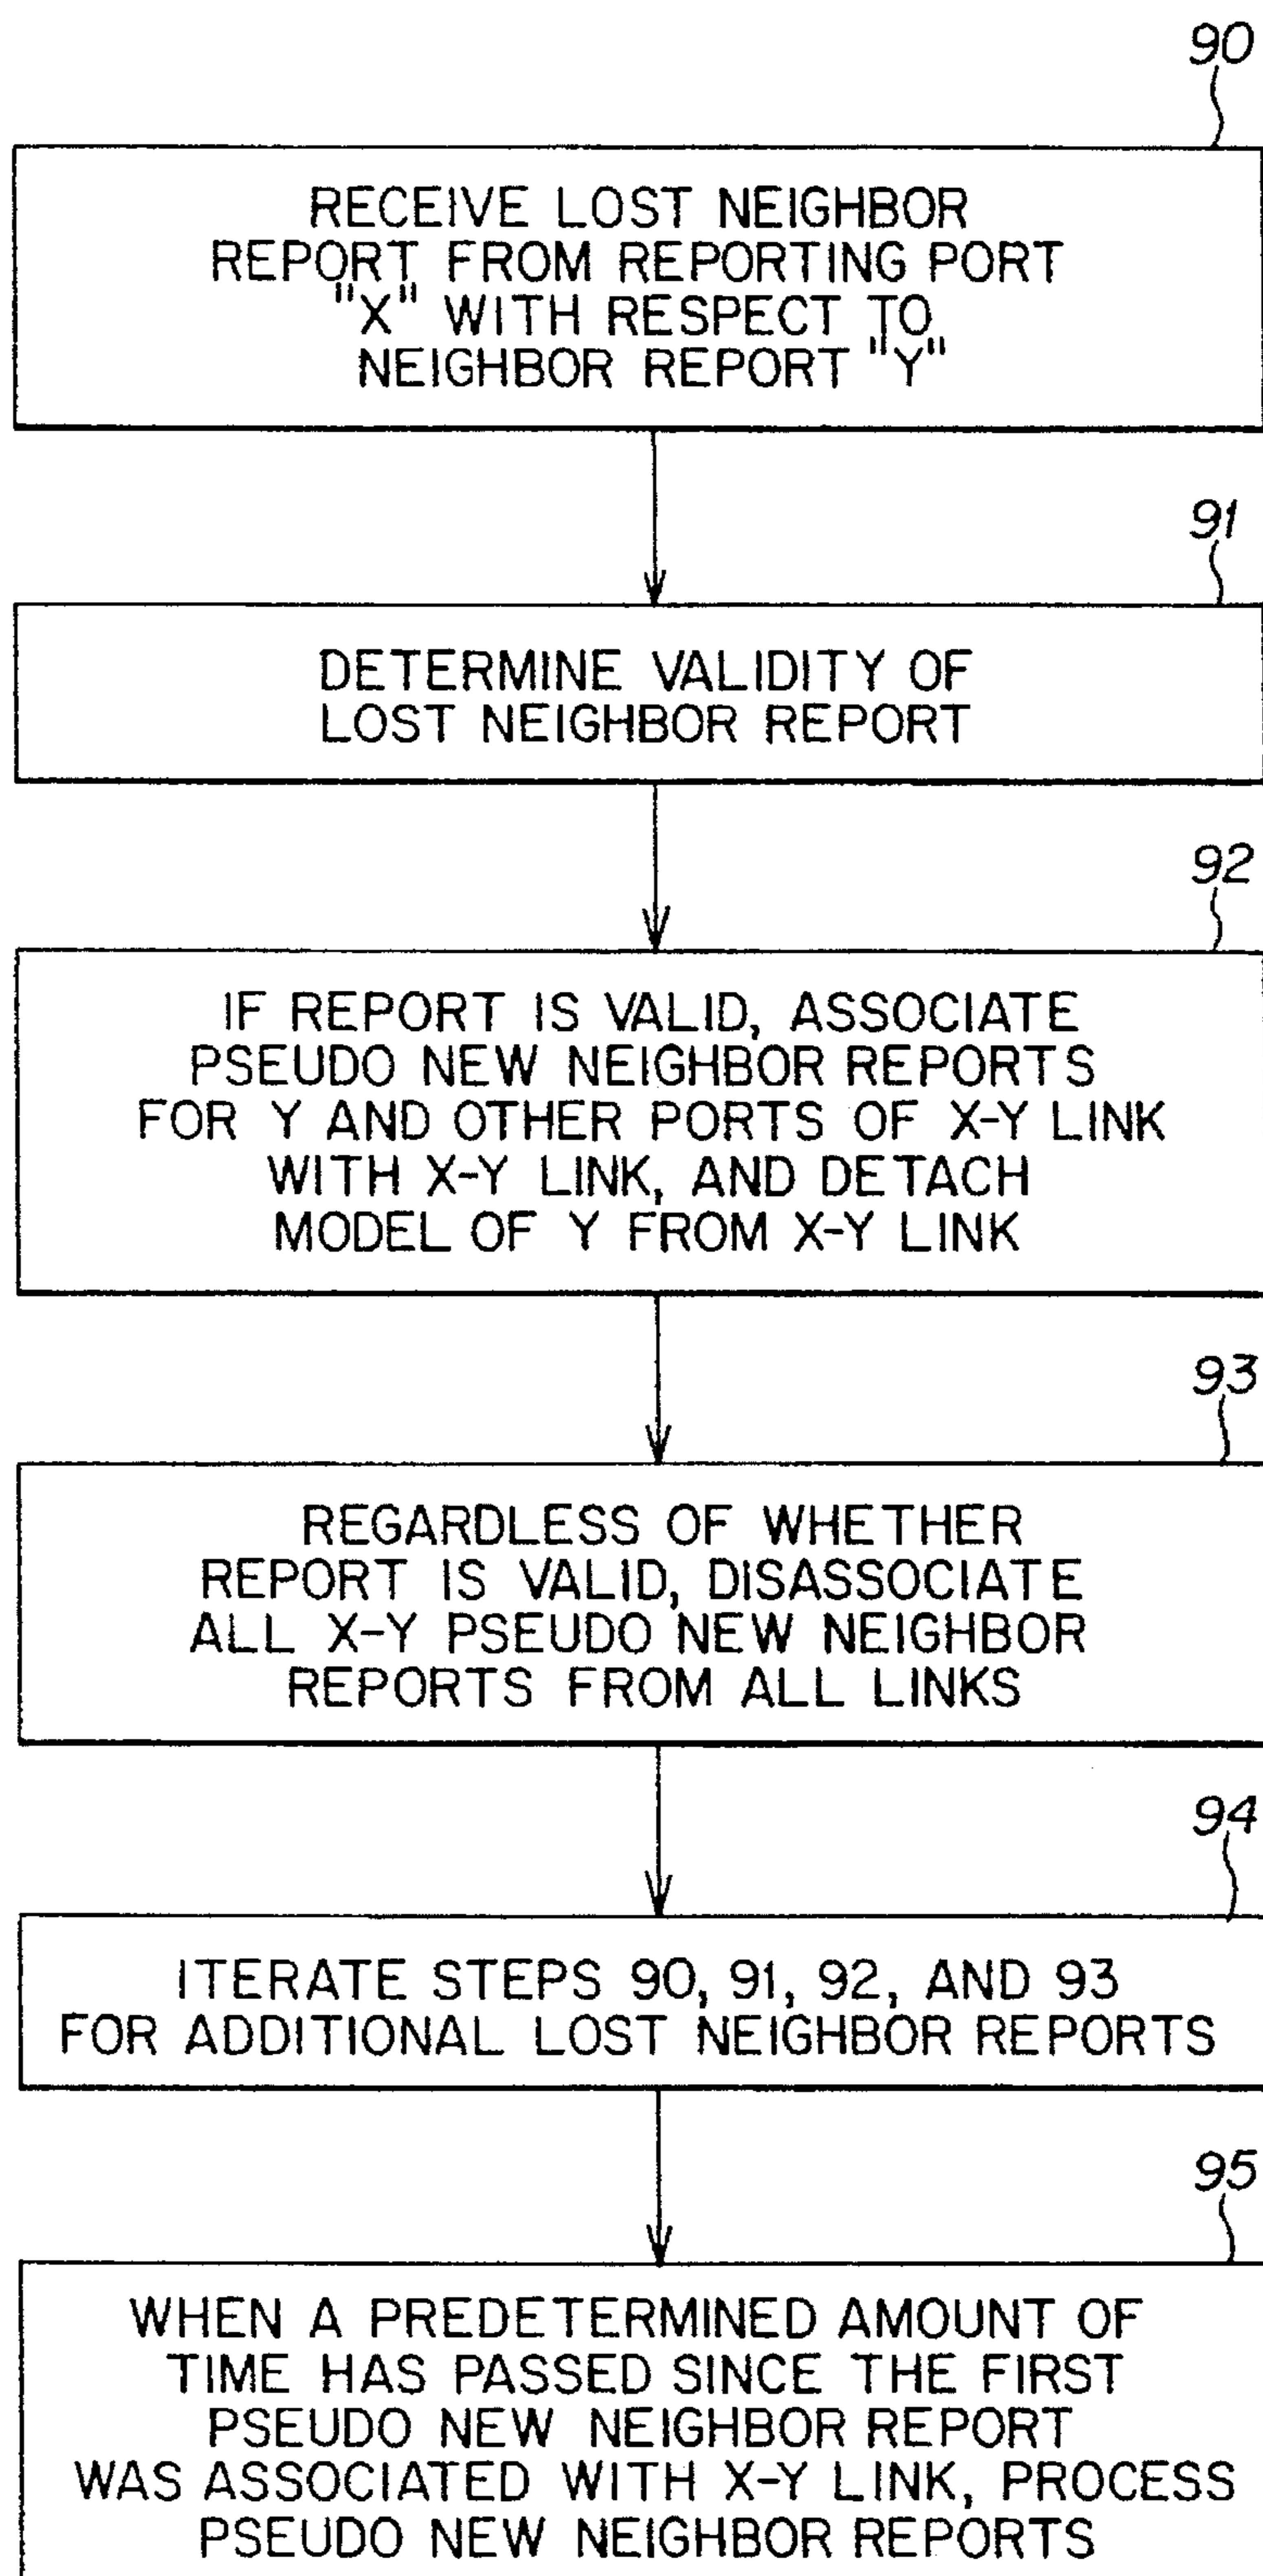 90
RECEIVE LOST NEIGHBOR
REPORT FROM REPORTING PORT
"X" WITH RESPECT TO
NEIGHBOR REPORT "Y"
91
DETERMINE VALIDITY OF
LOST NEIGHBOR REPORT
92
IF REPORT IS VALID, ASSOCIATE
PSEUDO NEW NEIGHBOR REPORTS
FOR Y AND OTHER PORTS OF X-Y LINK
WITH X-Y LINK, AND DETACH
MODEL OF Y FROM X-Y LINK
93
REGARDLESS OF WHETHER
REPORT IS VALID, DISASSOCIATE
ALL X-Y PSEUDO NEW NEIGHBOR
REPORTS FROM ALL LINKS
94
ITERATE STEPS 90, 91, 92, AND 93
FOR ADDITIONAL LOST NEIGHBOR REPORTS
95
WHEN A PREDETERMINED AMOUNT OF
TIME HAS PASSED SINCE THE FIRST
PSEUDO NEW NEIGHBOR REPORT
WAS ASSOCIATED WITH X-Y LINK, PROCESS
PSEUDO NEW NEIGHBOR REPORTS